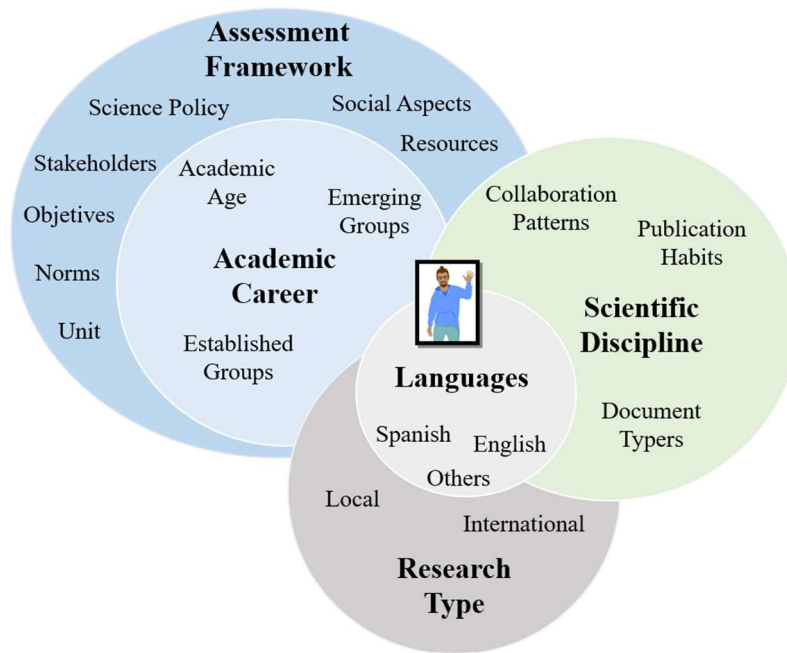 Assessment
Framework
Science Policy
Social Aspects
Resources
Stakeholders
Objetives
Norms
Unit
Academic
Age
Emerging
Groups
Academic
Career
Established
Groups
Collaboration
Patterns
Publication
Habits
Scientific
Discipline
Document
Typers
Languages
Spanish
English
Others
Local
International
Research
Type